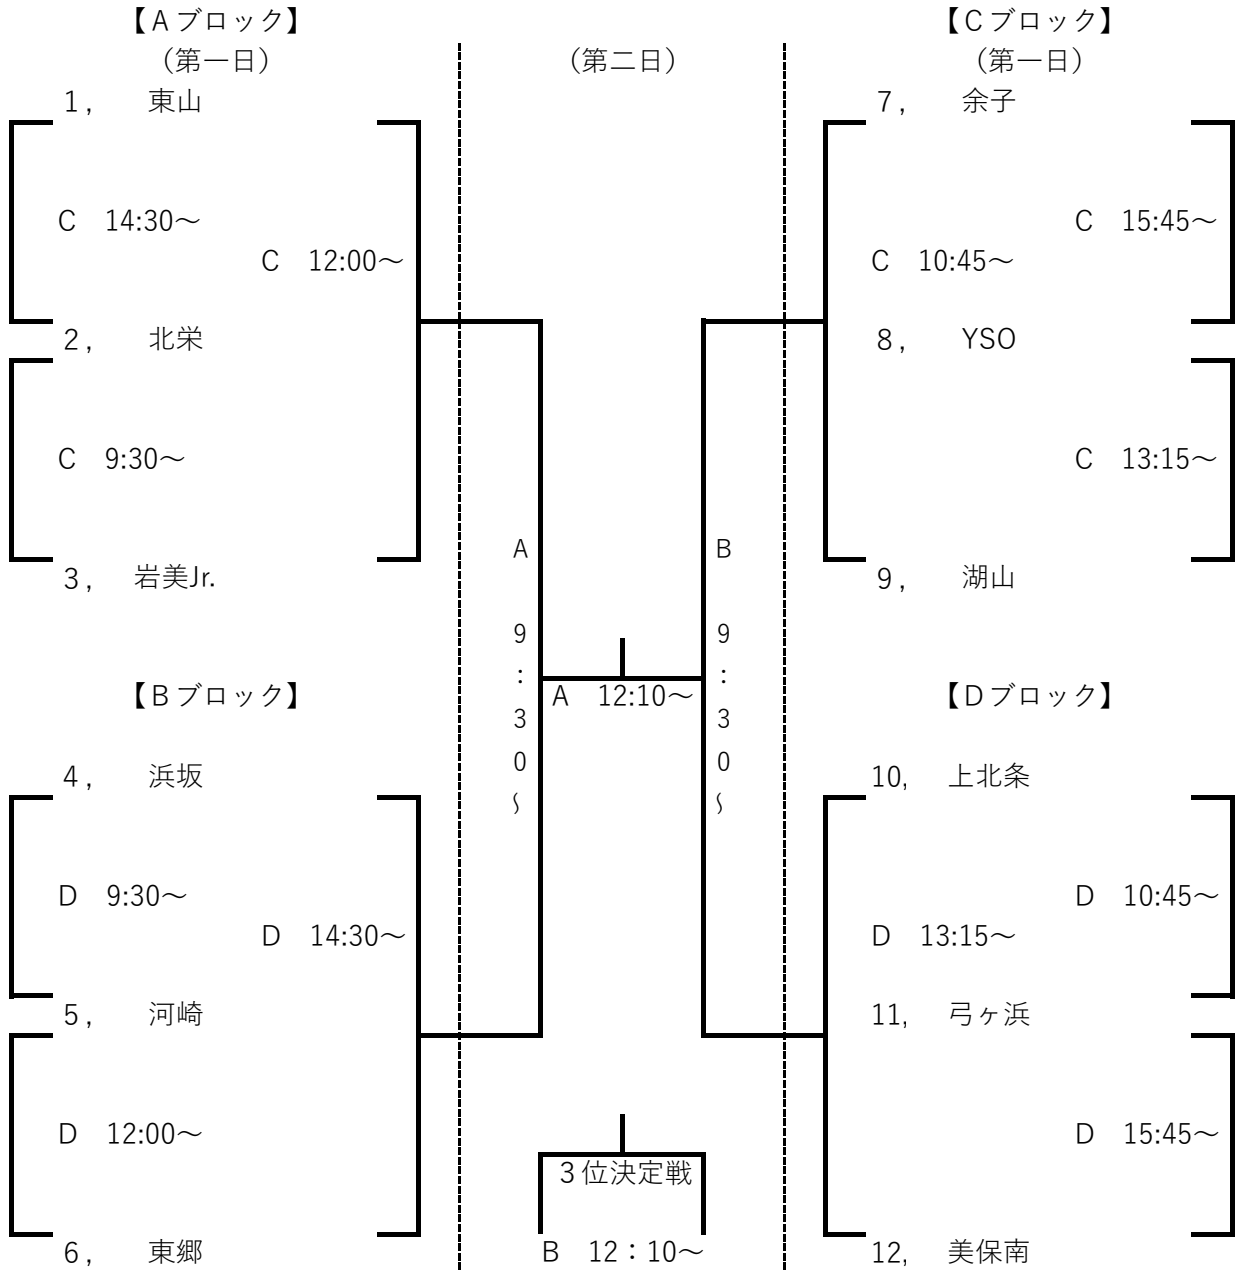 【Aブロック】
(第一日)
1, 東山
C 14:30～
C 12:00～
2, 北栄
C 9:30～
3, 岩美Jr.
【Bブロック】
4, 浜坂
D 9:30～
D 14:30～
5, 河崎
D 12:00～
6, 東郷
(第二日)
A 9:30～
B 9:30～
A 12:10～
3位決定戦
B 12：10～
【Cブロック】
(第一日)
7, 余子
C 15:45～
C 10:45～
8, YSO
C 13:15～
9, 湖山
【Dブロック】
10, 上北条
D 10:45～
D 13:15～
11, 弓ヶ浜
D 15:45～
12, 美保南